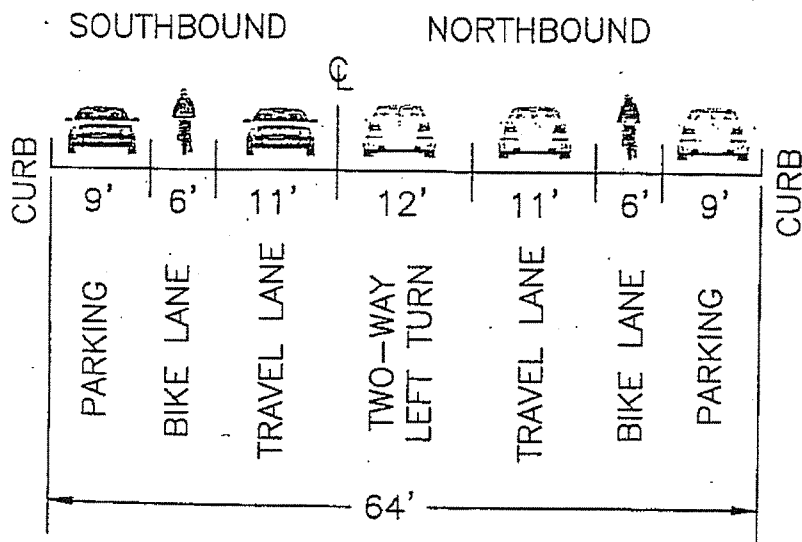 SOUTHBOUND NORTHBOUND
℄
CURB
9' 6' 11' 12' 11' 6' 9'
CURB
PARKING
BIKE LANE
TRAVEL LANE
TWO-WAY
LEFT TURN
TRAVEL LANE
BIKE LANE
PARKING
64'